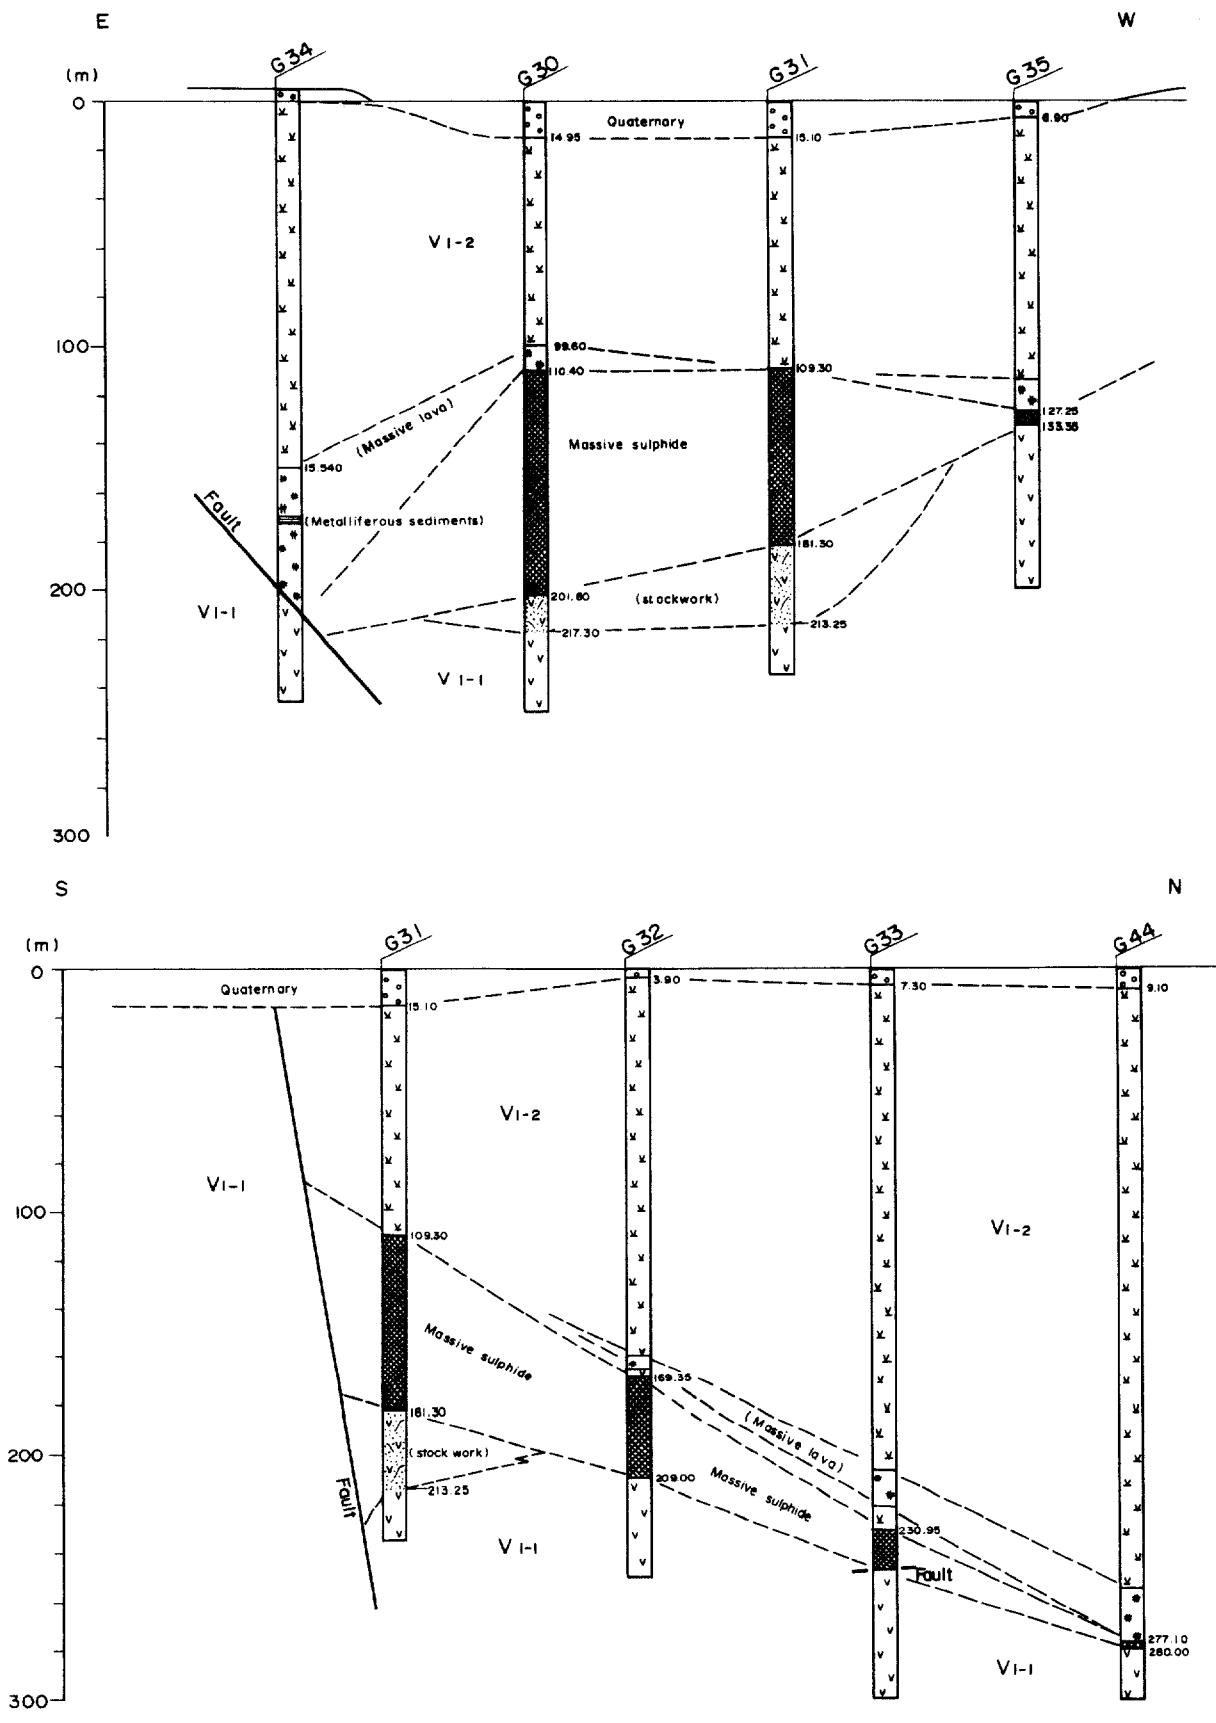 E
W
G34
G30
G31
G35
(m)
0
Quaternary
6.90
14.95
15.10
V1-2
100
99.60
110.40
109.30
(Massive lava)
127.25
133.35
Massive sulphide
15.540
Fault
(Metalliferous sediments)
181.30
200
201.80
(stockwork)
V1-1
213.25
217.30
V1-1
300
S
N
(m)
G31
G32
G33
G44
0
Quaternary
3.90
7.30
9.10
15.10
V1-2
V1-1
100
109.30
V1-2
Massive sulphide
169.35
181.30
(Massive lava)
(stock work)
200
209.00
Massive sulphide
213.25
Fault
230.95
V1-1
Fault
277.10
280.00
V1-1
300